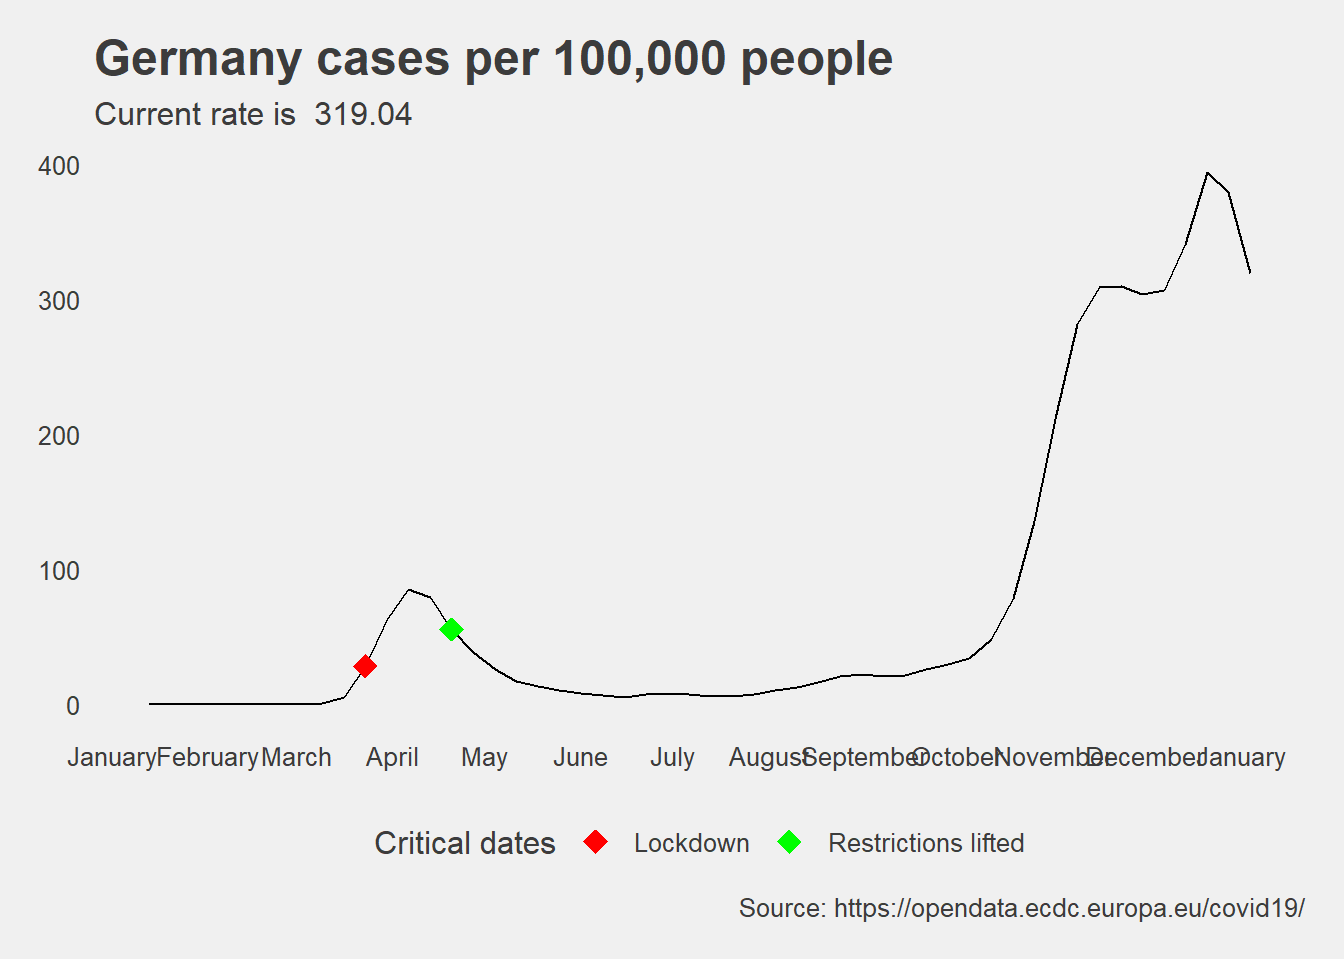 Germany cases per 100,000 people
Current rate is  319.04
400
300
200
100
0
January February March April May June July August September October November December January
Critical dates Lockdown Restrictions lifted
Source: https://opendata.ecdc.europa.eu/covid19/